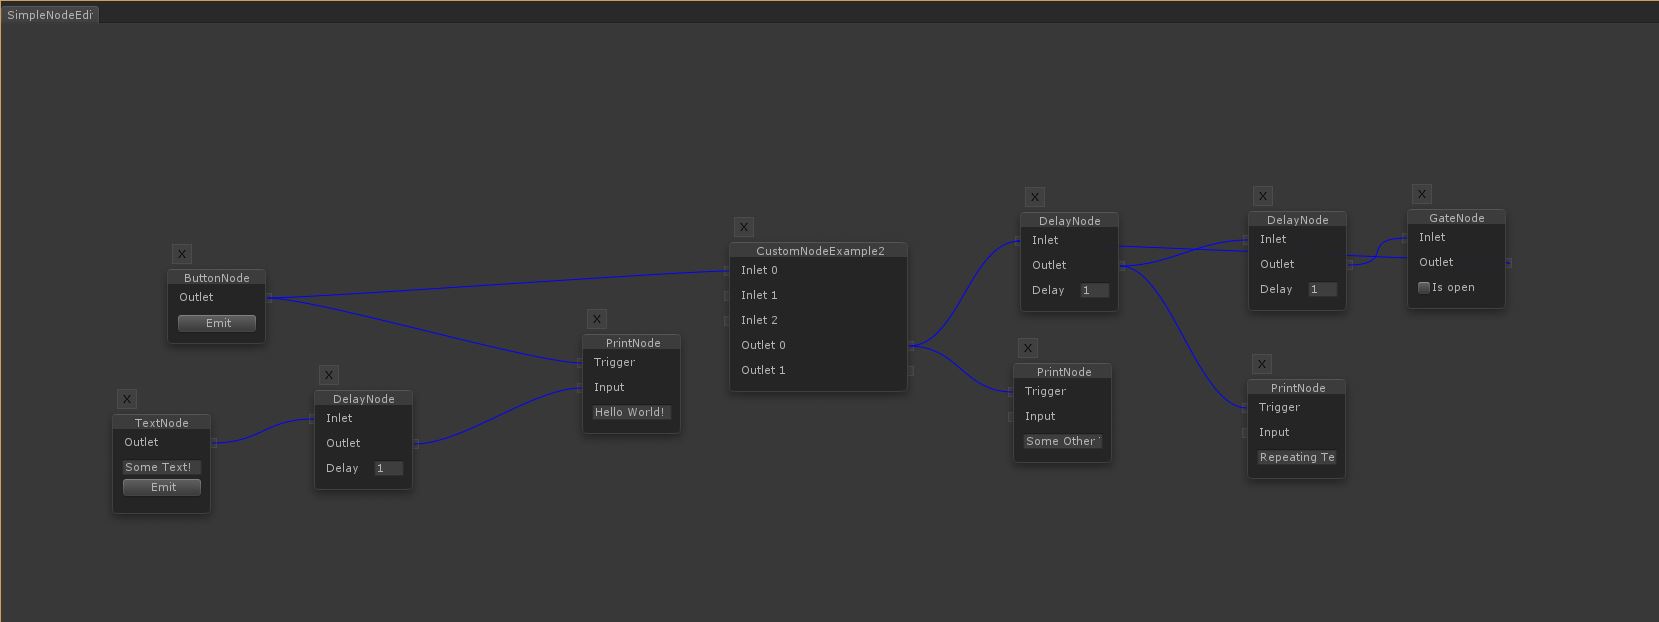 SimpleNodeEdi
X
ButtonNode
Outlet
Emit
X
TextNode
Outlet
Some Text!
Emit
X
DelayNode
Inlet
Outlet
Delay 1
X
PrintNode
Trigger
Input
Hello World!
X
CustomNodeExample2
Inlet 0
Inlet 1
Inlet 2
Outlet 0
Outlet 1
X
DelayNode
Inlet
Outlet
Delay 1
X
PrintNode
Trigger
Input
Some Other
X
DelayNode
Inlet
Outlet
Delay 1
X
PrintNode
Trigger
Input
Repeating Te
X
GateNode
Inlet
Outlet
Is open